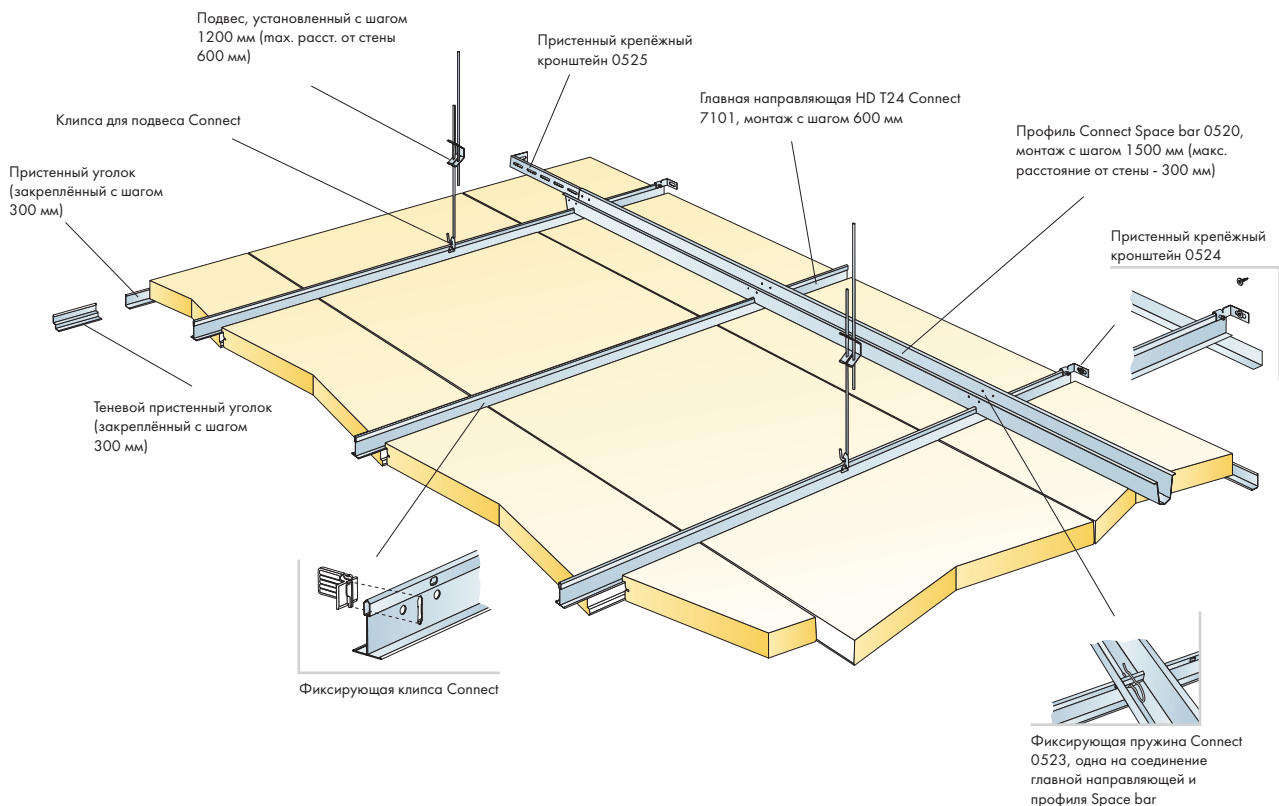 Подвес, установленный с шагом
1200 мм (max. расст. от стены
600 мм)
Пристенный крепёжный
кронштейн 0525
Главная направляющая HD T24 Connect
7101, монтаж с шагом 600 мм
Клипса для подвеса Connect
Профиль Connect Space bar 0520,
монтаж с шагом 1500 мм (макс.
расстояние от стены - 300 мм)
Пристенный уголок
(закреплённый с шагом
300 мм)
Пристенный крепёжный
кронштейн 0524
Теневой пристенный уголок
(закреплённый с шагом
300 мм)
Фиксирующая клипса Connect
Фиксирующая пружина Connect
0523, одна на соединение
главной направляющей и
профиля Space bar